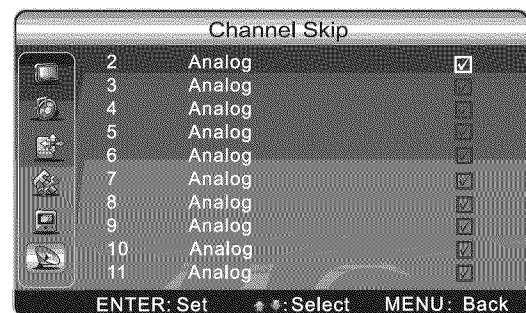 Channel Skip
2 Analog
3 Analog
4 Analog
5 Analog
6 Analog
7 Analog
8 Analog
9 Analog
10 Analog
11 Analog
ENTER: Set :Select MENU: Back